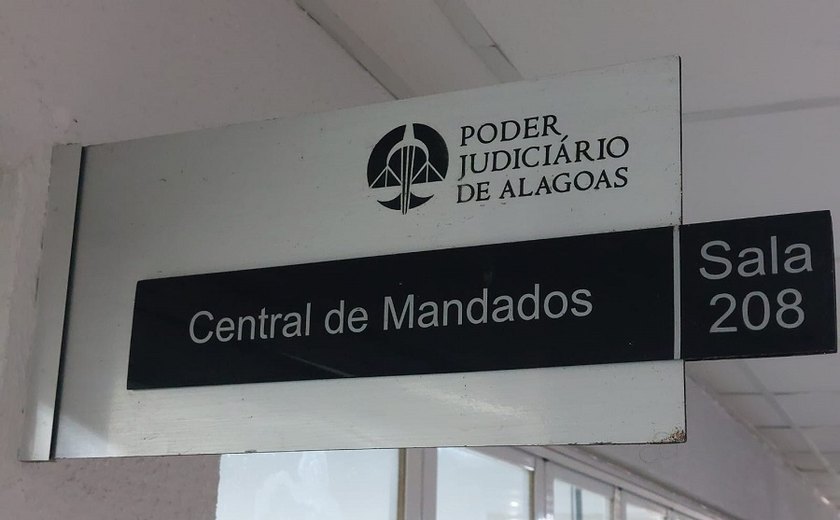 PODER
JUDICIÁRIO
DE ALAGOAS
Central de Mandados
Sala
208